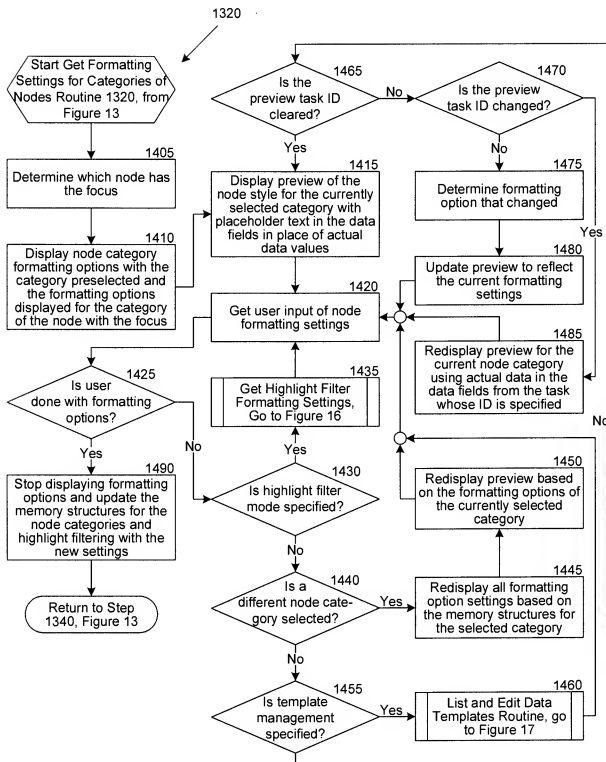 1320
Start Get Formatting
Settings for Categories of
Nodes Routine 1320, from
Figure 13
1405
Determine which node has
the focus
1410
Display node category
formatting options with the
category preselected and
the formatting options
displayed for the category
of the node with the focus
1425
Is user
done with formatting
options?
Yes
No
1490
Stop displaying formatting
options and update the
memory structures for the
node categories and
highlight filtering with the
new settings
Return to Step
1340, Figure 13
1465
Is the
preview task ID
cleared?
No
Yes
1415
Display preview of the
node style for the currently
selected category with
placeholder text in the data
fields in place of actual
data values
1420
Get user input of node
formatting settings
1435
Get Highlight Filter
Formatting Settings,
Go to Figure 16
Yes
1430
Is highlight filter
mode specified?
No
1440
Is a
different node cate-
gory selected?
Yes
No
1455
Is template
management
specified?
Yes
1470
Is the preview
task ID changed?
No
Yes
1475
Determine formatting
option that changed
1480
Update preview to reflect
the current formatting
settings
1485
Redisplay preview for the
current node category
using actual data in the
data fields from the task
whose ID is specified
No
1450
Redisplay preview based
on the formatting options of
the currently selected
category
1445
Redisplay all formatting
option settings based on
the memory structures for
the selected category
1460
List and Edit Data
Templates Routine, go
to Figure 17